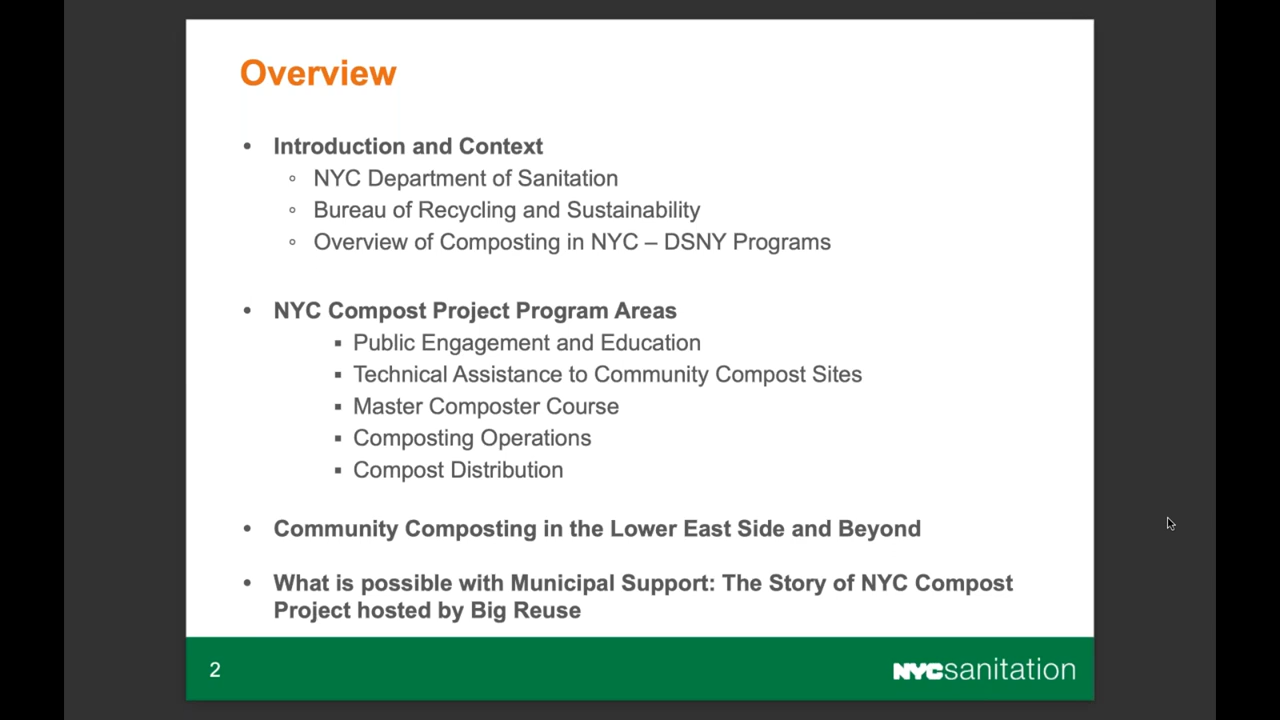 Overview
• Introduction and Context
◦ NYC Department of Sanitation
◦ Bureau of Recycling and Sustainability
◦ Overview of Composting in NYC – DSNY Programs
• NYC Compost Project Program Areas
▪ Public Engagement and Education
▪ Technical Assistance to Community Compost Sites
▪ Master Composter Course
▪ Composting Operations
▪ Compost Distribution
• Community Composting in the Lower East Side and Beyond
• What is possible with Municipal Support: The Story of NYC Compost
Project hosted by Big Reuse
2
NYCsanitation